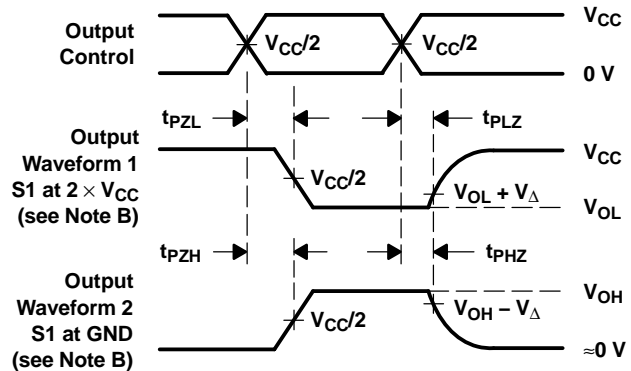 Output
Control
V_CC/2
V_CC/2
V_CC
0 V
t_PZL
t_PLZ
Output
Waveform 1
S1 at 2 × V_CC
(see Note B)
V_CC/2
V_CC
V_OL + V_Δ
V_OL
t_PZH
t_PHZ
Output
Waveform 2
S1 at GND
(see Note B)
V_CC/2
V_OH
V_OH − V_Δ
≈0 V